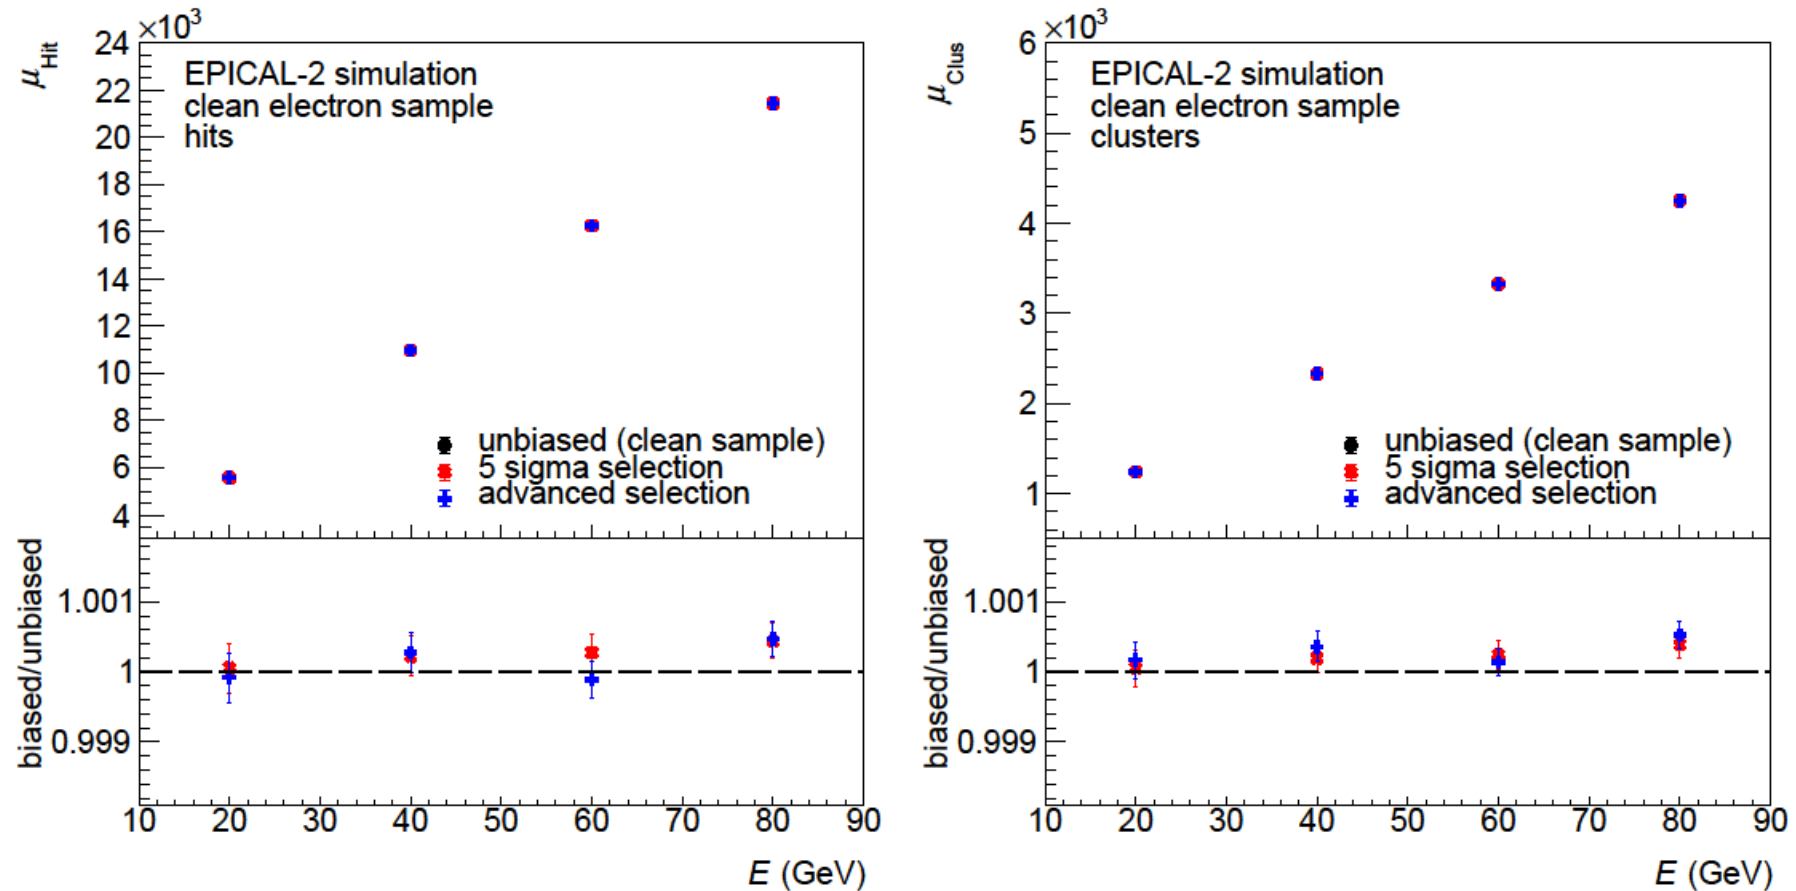 ×10³
μHit
24
22
20
18
16
14
12
10
8
6
4
EPICAL-2 simulation
clean electron sample
hits
unbiased (clean sample)
5 sigma selection
advanced selection
biased/unbiased
1.001
1
0.999
10 20 30 40 50 60 70 80 90
E (GeV)
×10³
μClus
6
5
4
3
2
1
EPICAL-2 simulation
clean electron sample
clusters
unbiased (clean sample)
5 sigma selection
advanced selection
biased/unbiased
1.001
1
0.999
10 20 30 40 50 60 70 80 90
E (GeV)